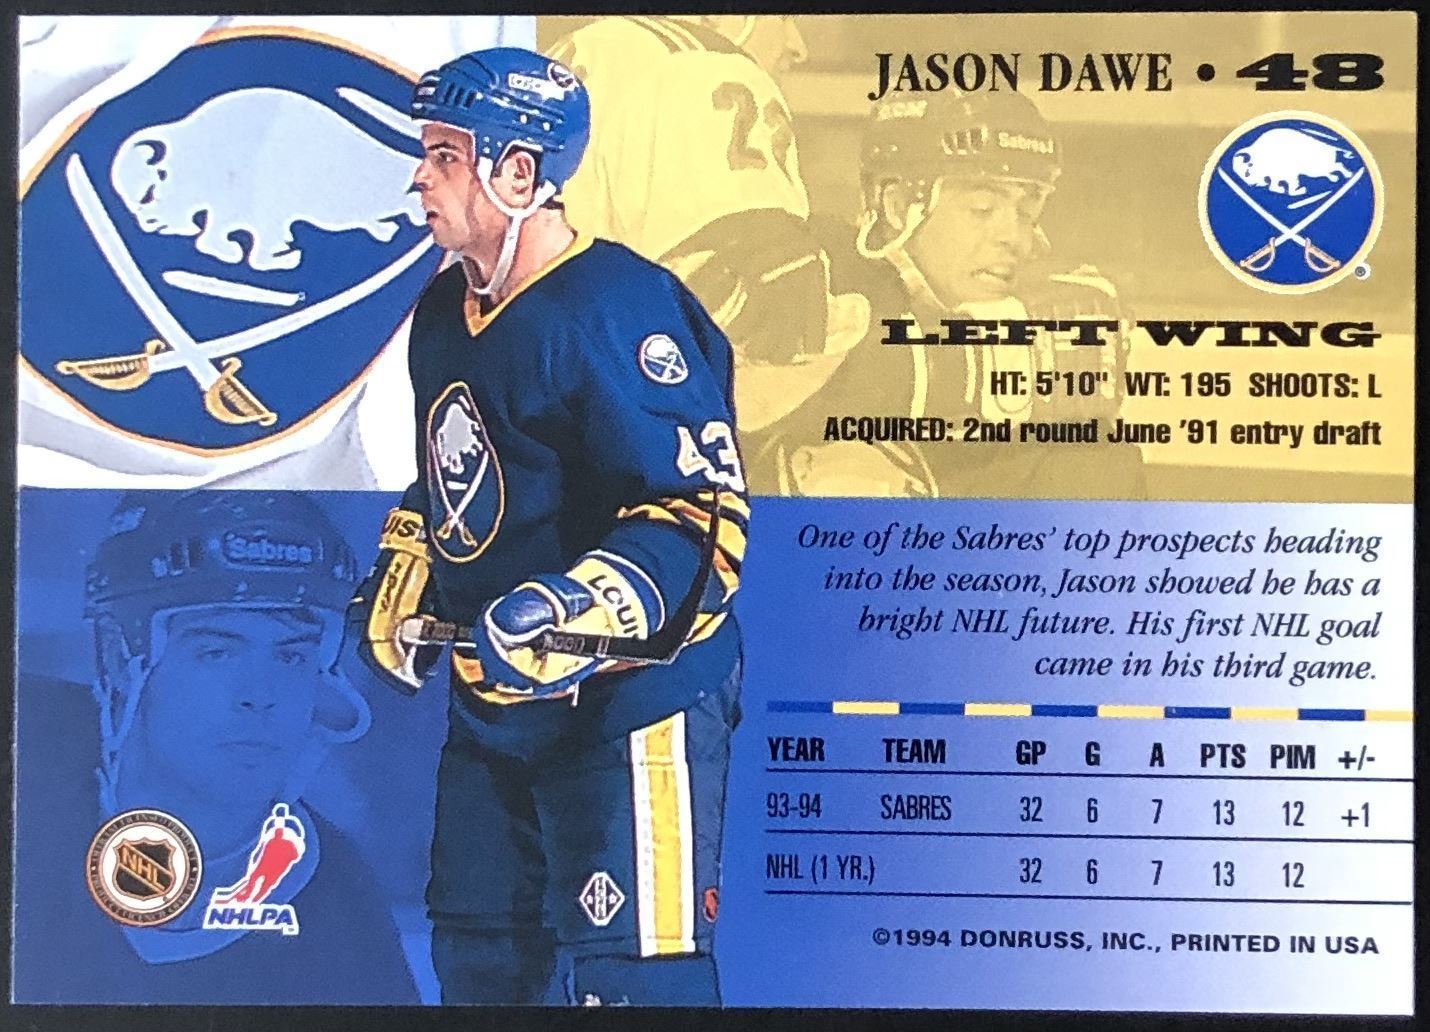 JASON DAWE • 48
LEFT WING
HT: 5'10" WT: 195 SHOOTS: L
ACQUIRED: 2nd round June '91 entry draft
Sabres
43
LOUIS
Sabres
One of the Sabres' top prospects heading
into the season, Jason showed he has a
bright NHL future. His first NHL goal
came in his third game.
YEAR TEAM GP G A PTS PIM +/-
93-94 SABRES 32 6 7 13 12 +1
NHL (1 YR.) 32 6 7 13 12
NHL
NHLPA
©1994 DONRUSS, INC., PRINTED IN USA